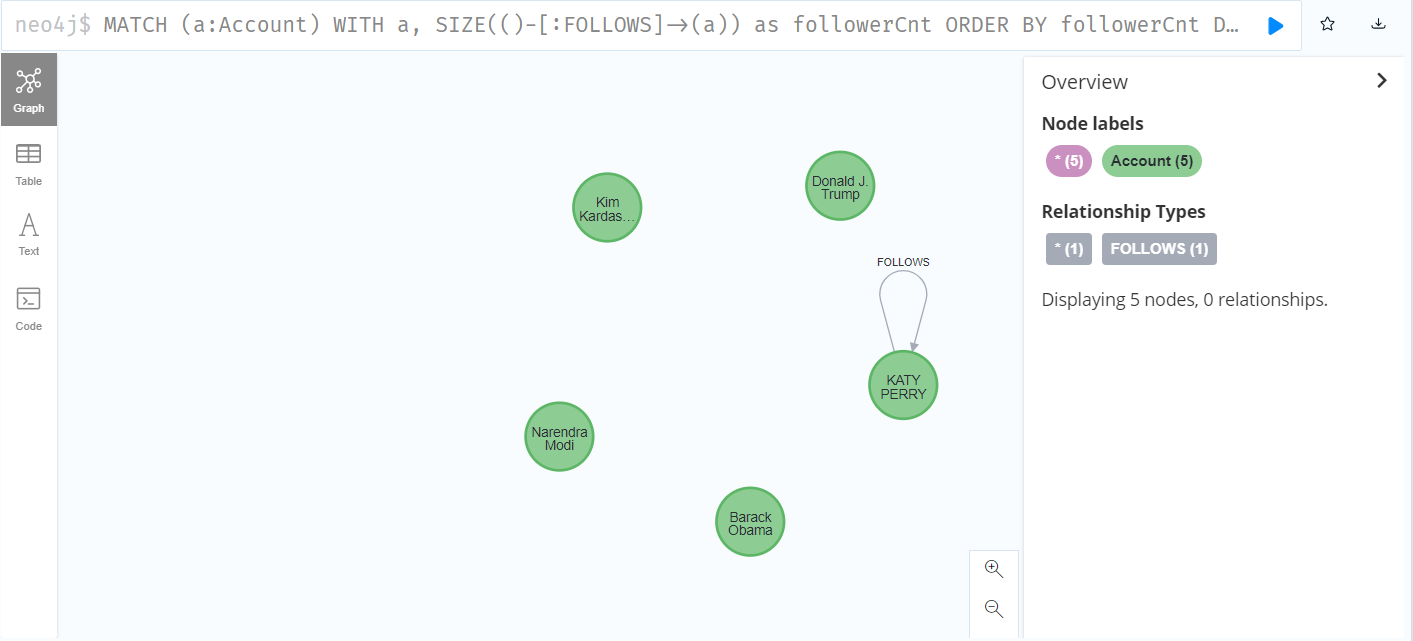 neo4j$ MATCH (a:Account) WITH a, SIZE(()-[:FOLLOWS]→(a)) as followerCnt ORDER BY followerCnt D…
Graph
Table
Text
Code
Kim
Kardas…
Donald J.
Trump
FOLLOWS
KATY
PERRY
Narendra
Modi
Barack
Obama
Overview
Node labels
* (5) Account (5)
Relationship Types
* (1) FOLLOWS (1)
Displaying 5 nodes, 0 relationships.